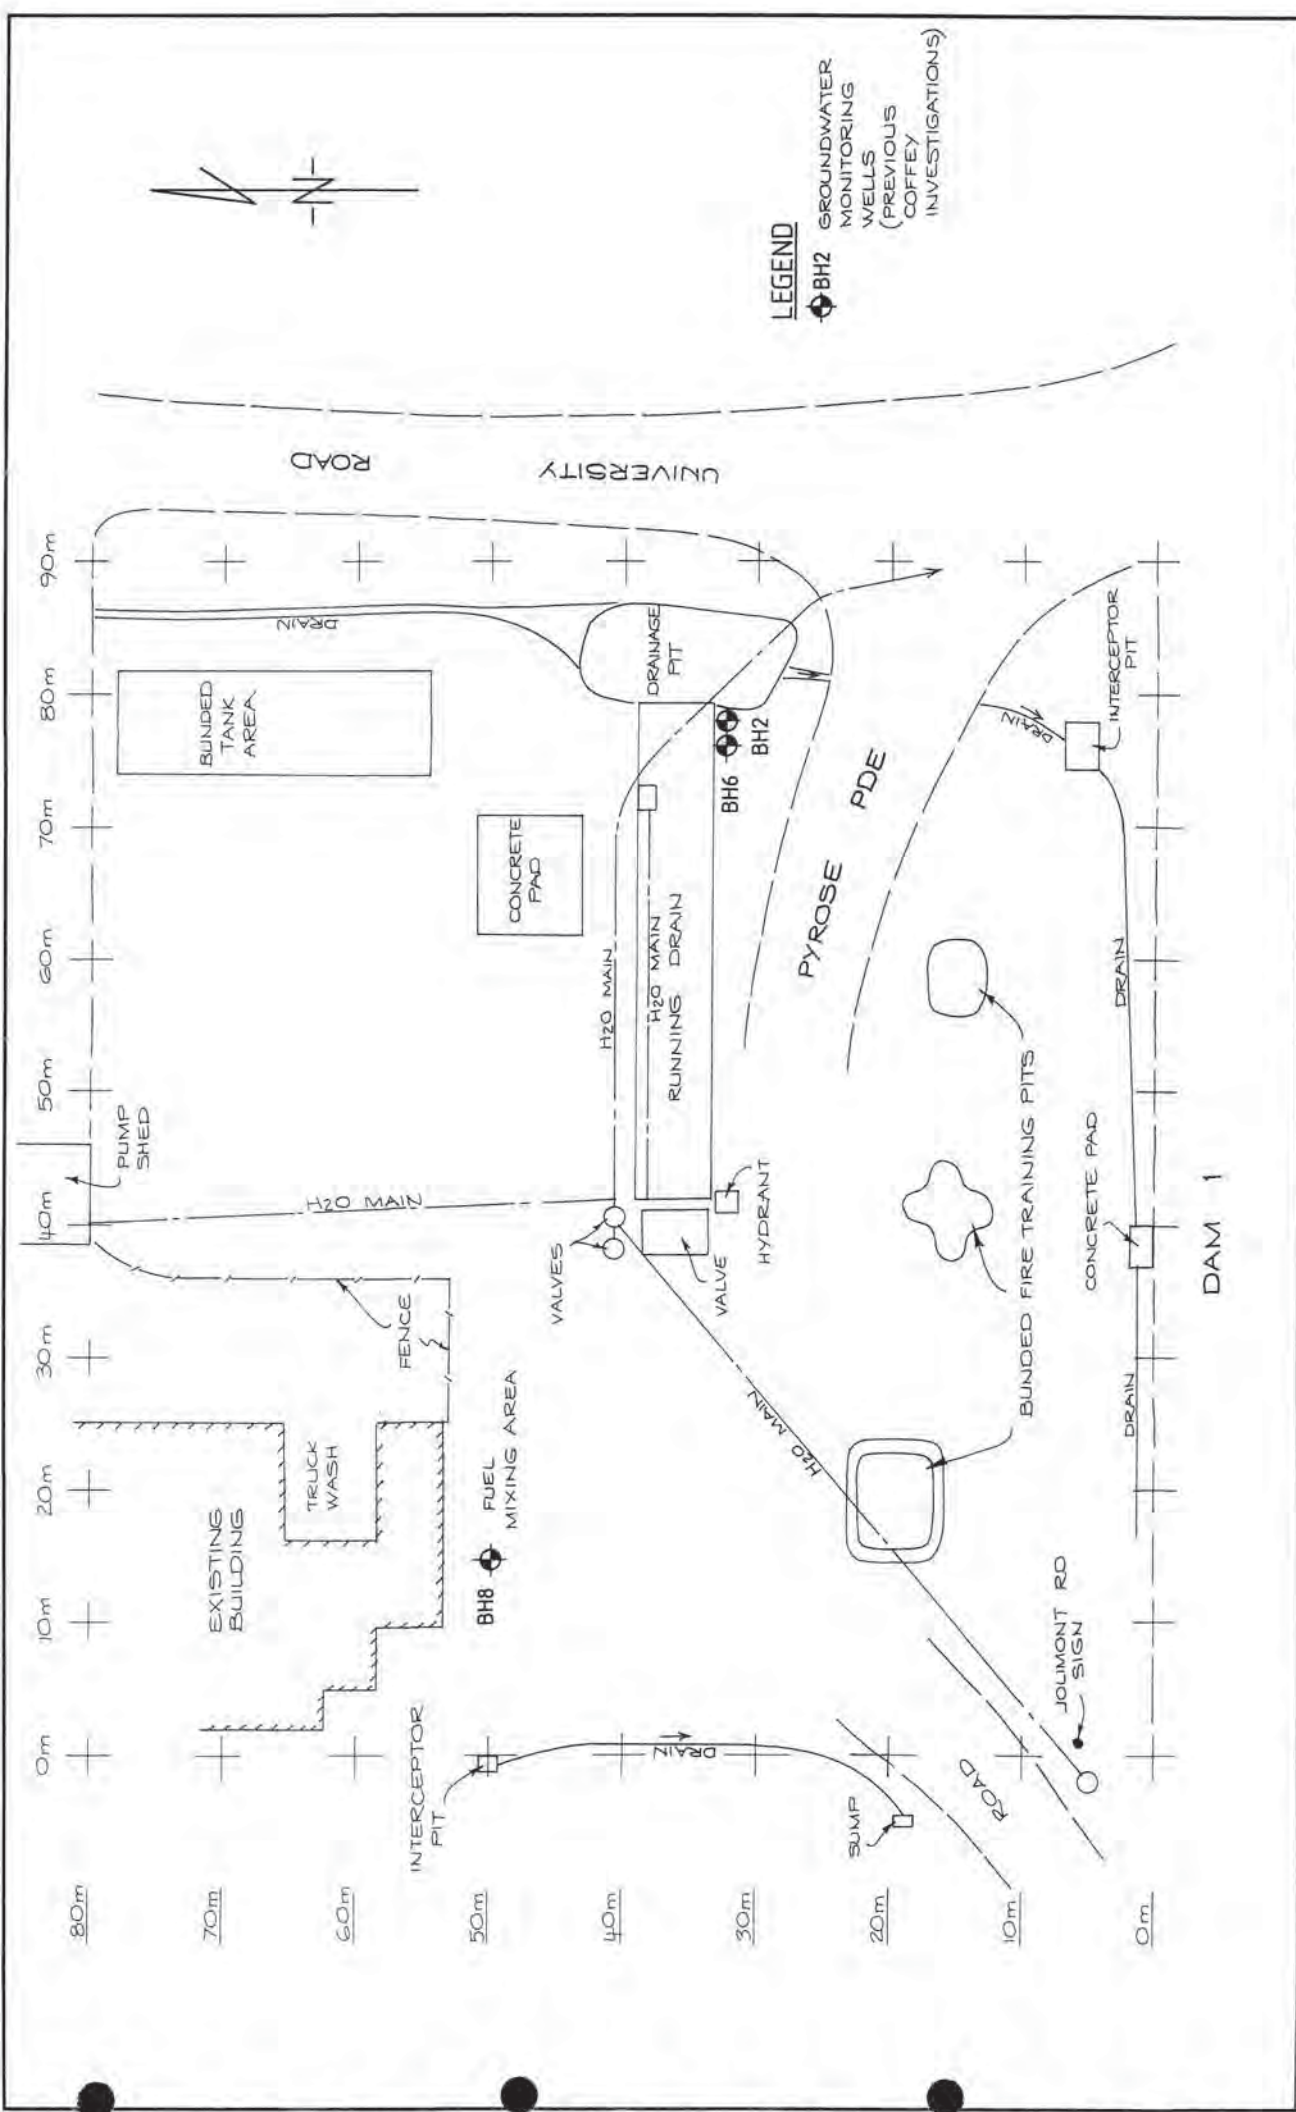 80m
70m
60m
50m
40m
30m
20m
10m
0m
0m
10m
20m
30m
40m
50m
60m
70m
80m
90m
EXISTING
BUILDING
TRUCK
WASH
FENCE
PUMP
SHED
H2O MAIN
BUNDED
TANK
AREA
DRAIN
UNIVERSITY
ROAD
N
INTERCEPTOR
PIT
BH8
FUEL
MIXING AREA
VALVES
CONCRETE
PAD
H2O MAIN
H2O MAIN
RUNNING DRAIN
DRAINAGE
PIT
DRAIN
VALVE
HYDRANT
BH6
BH2
H2O MAIN
PYROSE PDE
SUMP
ROAD
JOLIMONT RD
SIGN
BUNDED FIRE TRAINING PITS
DRAIN
INTERCEPTOR
PIT
DRAIN
CONCRETE PAD
DRAIN
DAM 1
LEGEND
BH2
GROUNDWATER
MONITORING
WELLS
(PREVIOUS
COFFEY
INVESTIGATIONS)